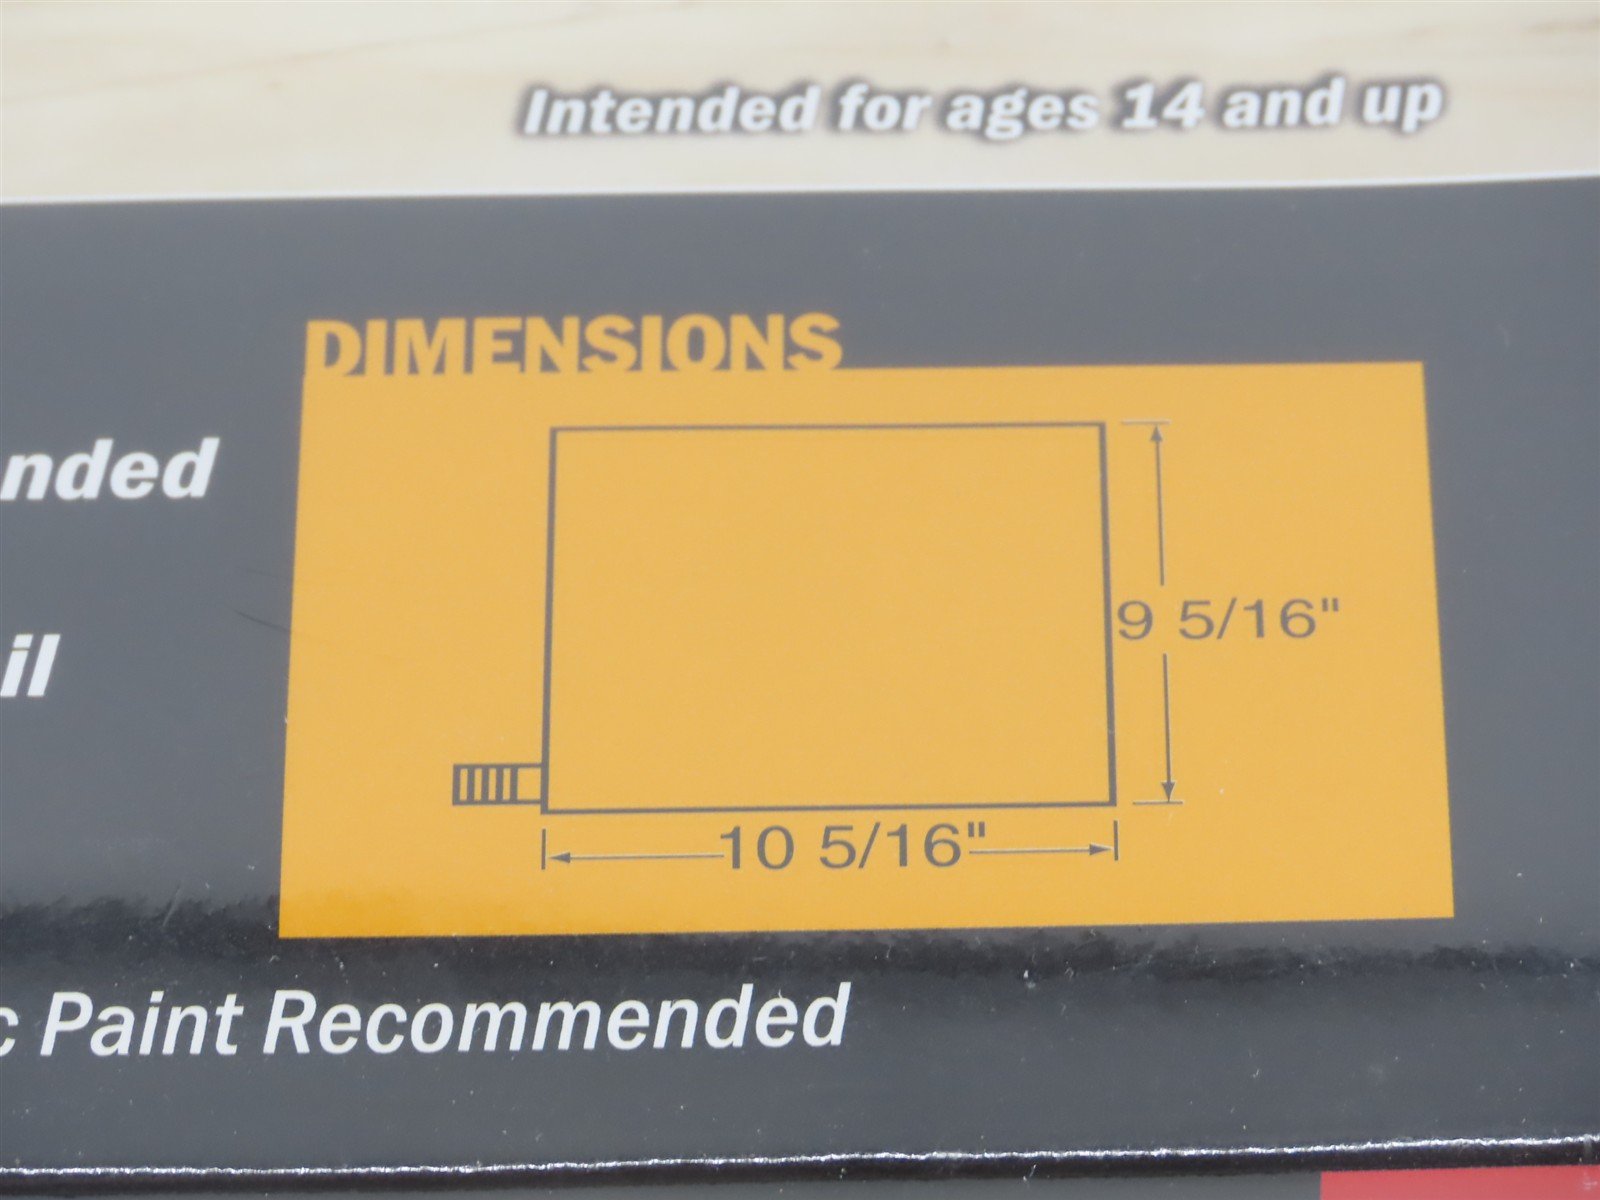 Intended for ages 14 and up
DIMENSIONS
nded
9 5/16"
il
10 5/16"
c Paint Recommended